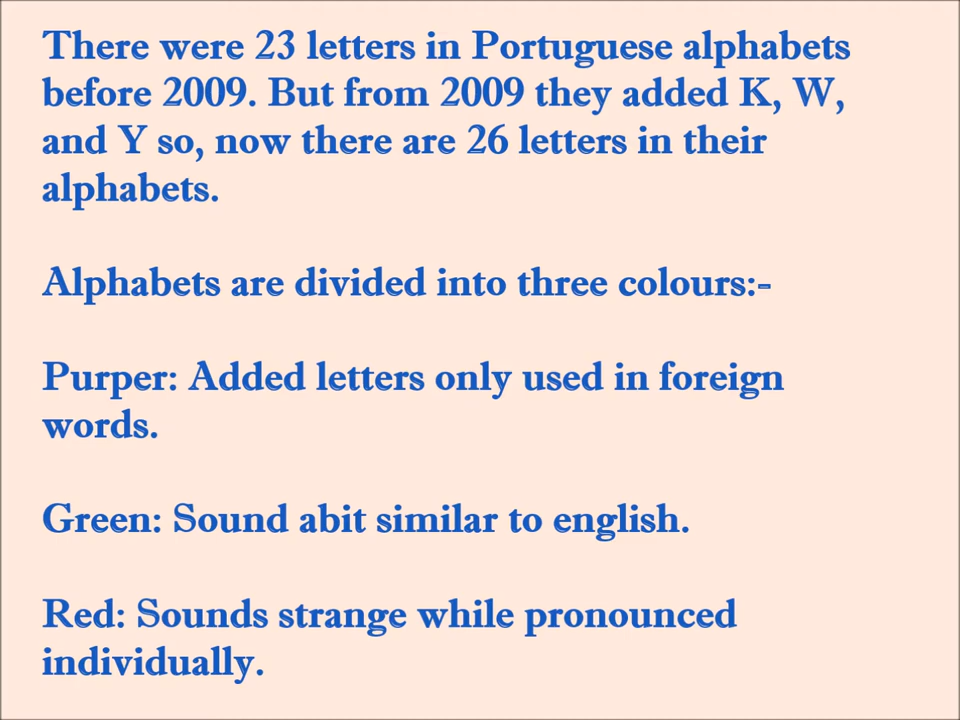 There were 23 letters in Portuguese alphabets
before 2009. But from 2009 they added K, W,
and Y so, now there are 26 letters in their
alphabets.
Alphabets are divided into three colours:-
Purper: Added letters only used in foreign
words.
Green: Sound abit similar to english.
Red: Sounds strange while pronounced
individually.